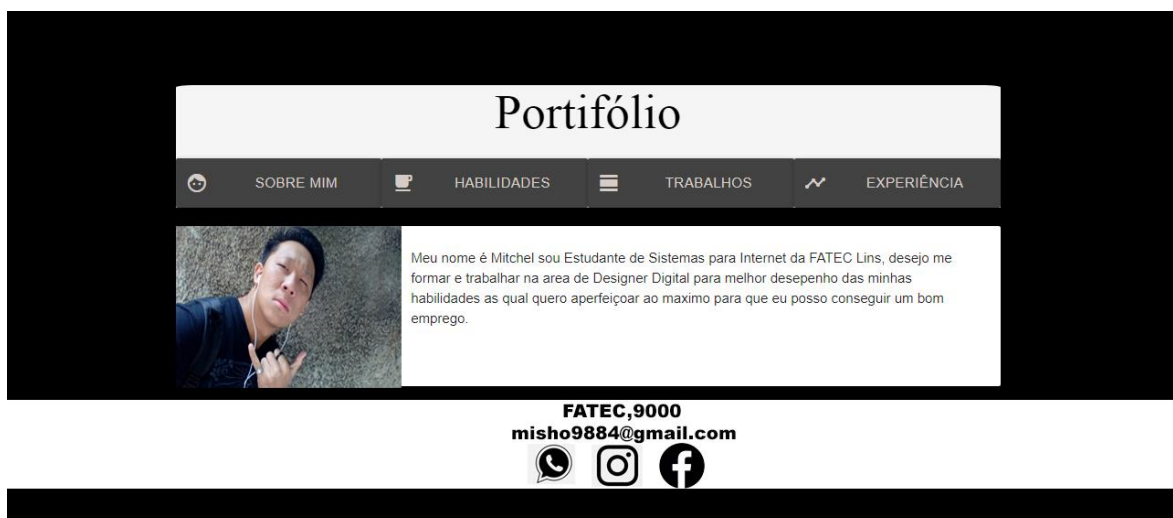 Portifólio
SOBRE MIM
HABILIDADES
TRABALHOS
EXPERIÊNCIA
Meu nome é Mitchel sou Estudante de Sistemas para Internet da FATEC Lins, desejo me
formar e trabalhar na area de Designer Digital para melhor desepenho das minhas
habilidades as qual quero aperfeiçoar ao maximo para que eu posso conseguir um bom
emprego.
FATEC,9000
misho9884@gmail.com